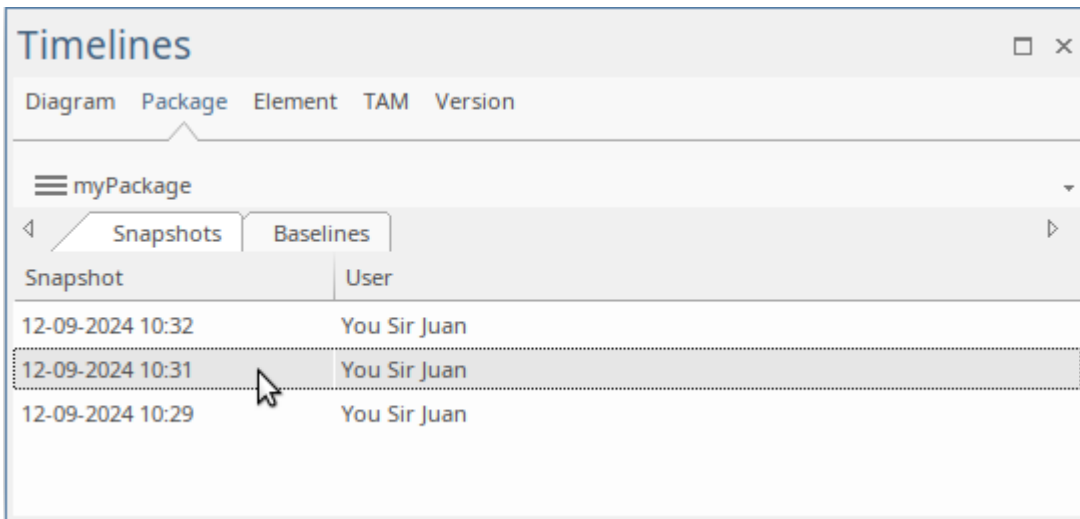 Timelines
Diagram Package Element TAM Version
myPackage
Snapshots Baselines
Snapshot User
12-09-2024 10:32 You Sir Juan
12-09-2024 10:31 You Sir Juan
12-09-2024 10:29 You Sir Juan